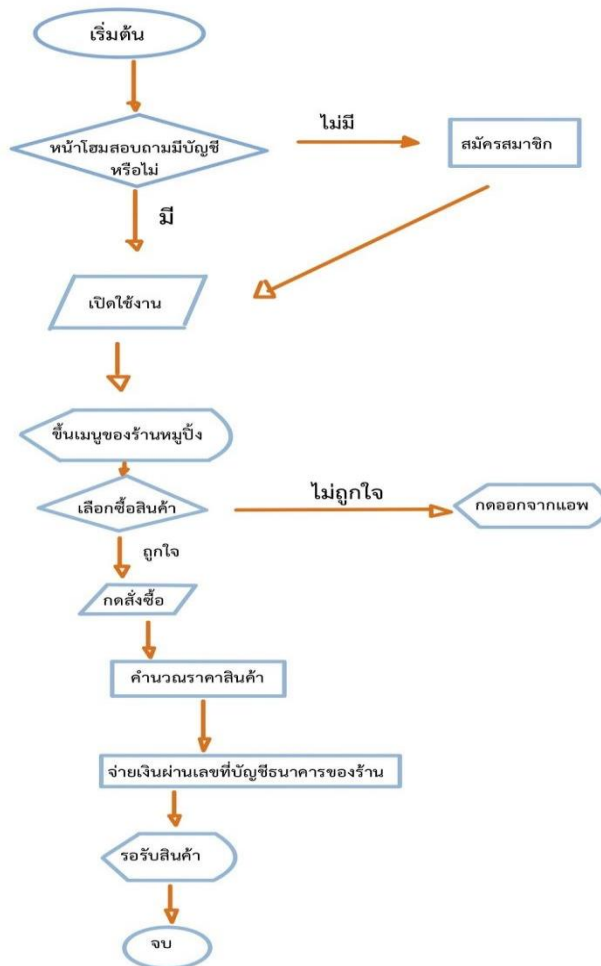 เริ่มต้น
หน้าโฮมสอบถามมีบัญชี
หรือไม่
ไม่มี
สมัครสมาชิก
มี
เปิดใช้งาน
ขึ้นเมนูของร้านหมูปิ้ง
เลือกซื้อสินค้า
ไม่ถูกใจ
กดออกจากแอพ
ถูกใจ
กดสั่งซื้อ
คำนวณราคาสินค้า
จ่ายเงินผ่านเลขที่บัญชีธนาคารของร้าน
รอรับสินค้า
จบ